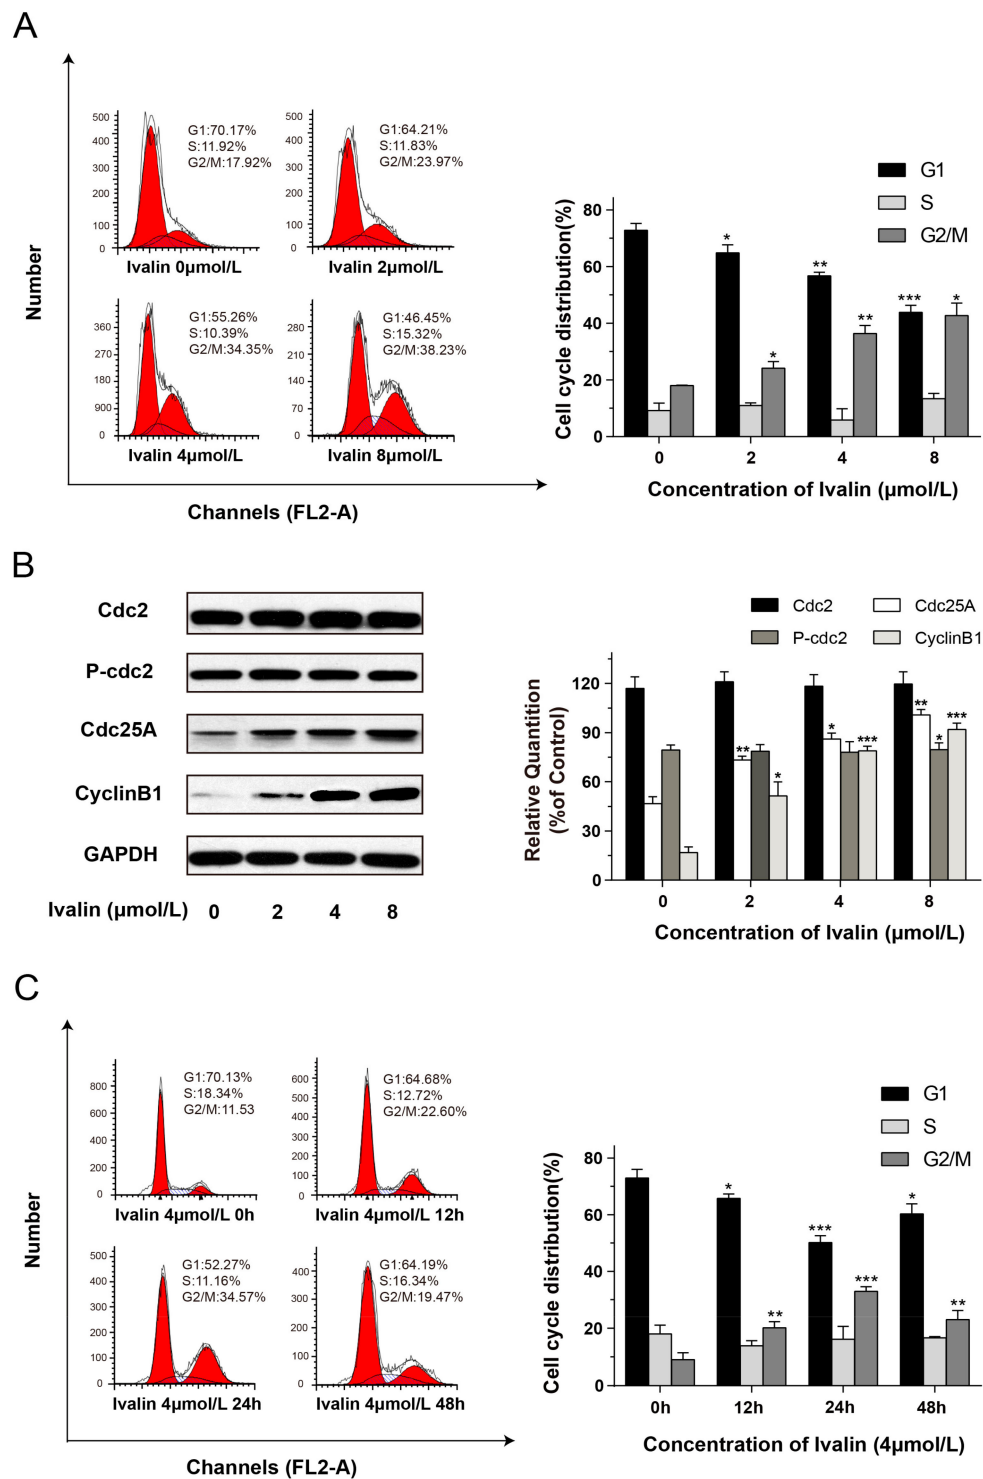 A
Number
500
400
300
200
100
0
G1:70.17%
S:11.92%
G2/M:17.92%
Ivalin 0μmol/L
500
400
300
200
100
0
G1:64.21%
S:11.83%
G2/M:23.97%
Ivalin 2μmol/L
360
270
180
900
0
G1:55.26%
S:10.39%
G2/M:34.35%
Ivalin 4μmol/L
280
210
140
70
0
G1:46.45%
S:15.32%
G2/M:38.23%
Ivalin 8μmol/L
Channels (FL2-A)
G1
S
G2/M
Cell cycle distribution(%)
80
60
40
20
0
*
*
**
**
***
*
0 2 4 8
Concentration of Ivalin (μmol/L)
B
Cdc2
P-cdc2
Cdc25A
CyclinB1
GAPDH
Ivalin (μmol/L) 0 2 4 8
Cdc2 Cdc25A
P-cdc2 CyclinB1
Relative Quantition
(%of Control)
120
90
60
30
0
**
*
*
***
**
*
***
0 2 4 8
Concentration of Ivalin (μmol/L)
C
Number
800
600
400
200
0
G1:70.13%
S:18.34%
G2/M:11.53
Ivalin 4μmol/L 0h
600
500
400
300
200
100
0
G1:64.68%
S:12.72%
G2/M:22.60%
Ivalin 4μmol/L 12h
500
400
300
200
100
0
G1:52.27%
S:11.16%
G2/M:34.57%
Ivalin 4μmol/L 24h
400
300
200
100
0
G1:64.19%
S:16.34%
G2/M:19.47%
Ivalin 4μmol/L 48h
Channels (FL2-A)
G1
S
G2/M
Cell cycle distribution(%)
80
60
40
20
0
*
**
***
***
*
**
0h 12h 24h 48h
Concentration of Ivalin (4μmol/L)